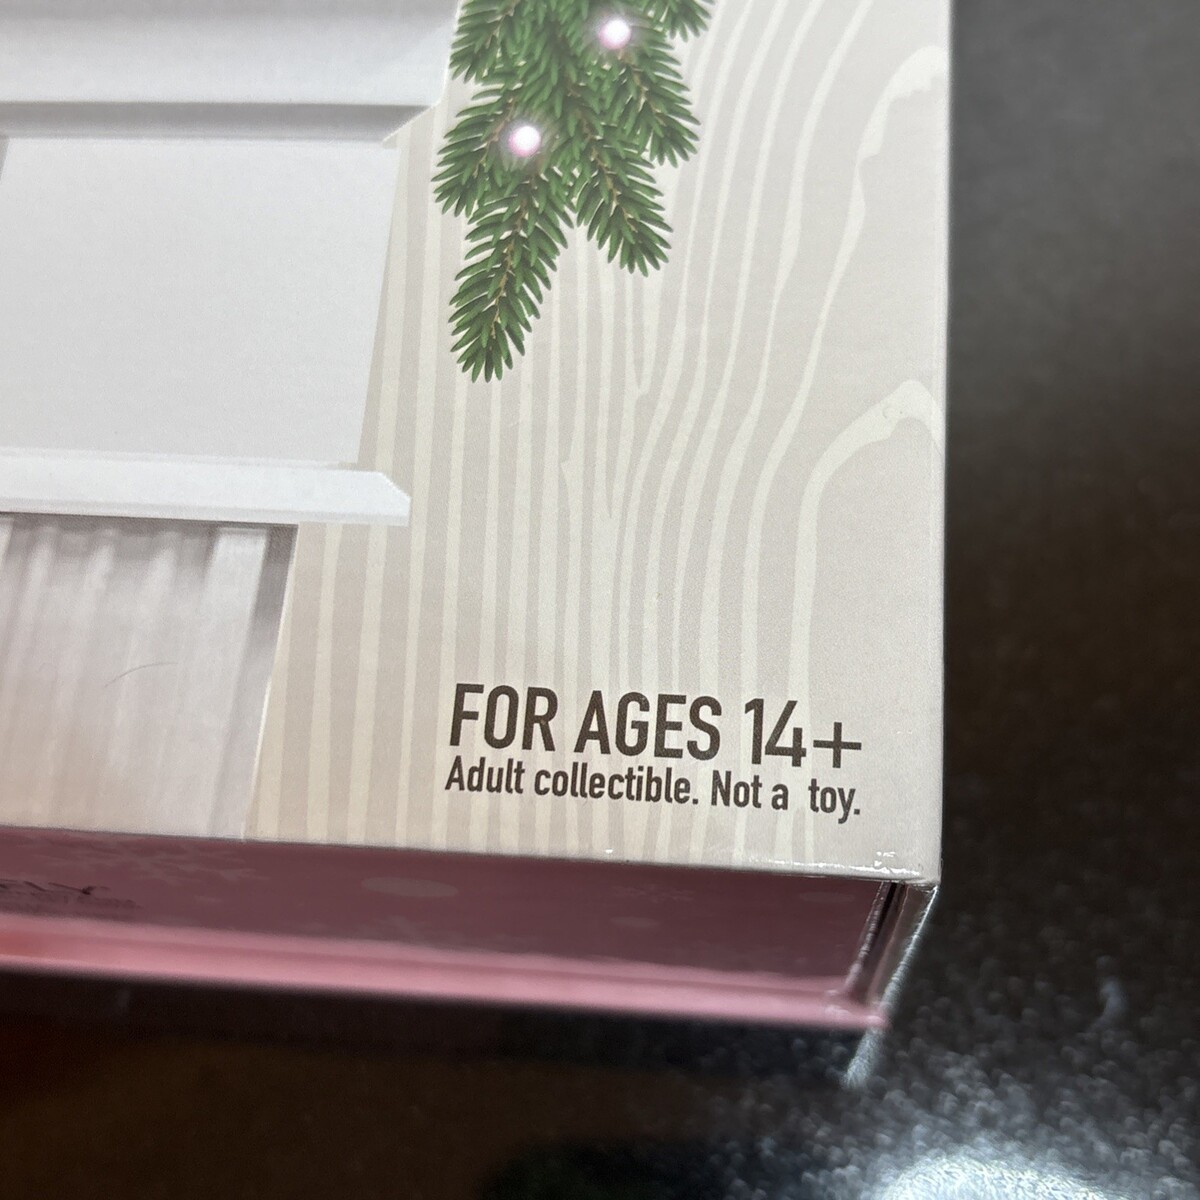 FOR AGES 14+
Adult collectible. Not a toy.